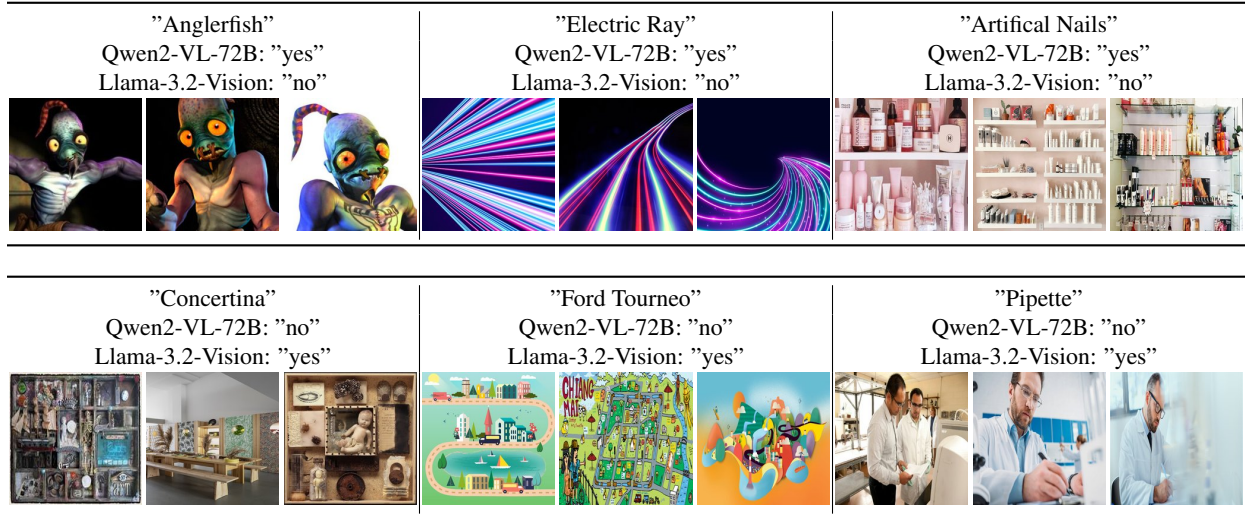 ”Anglerfish”
Qwen2-VL-72B: ”yes”
Llama-3.2-Vision: ”no”
”Electric Ray”
Qwen2-VL-72B: ”yes”
Llama-3.2-Vision: ”no”
”Artifical Nails”
Qwen2-VL-72B: ”yes”
Llama-3.2-Vision: ”no”
”Concertina”
Qwen2-VL-72B: ”no”
Llama-3.2-Vision: ”yes”
”Ford Tourneo”
Qwen2-VL-72B: ”no”
Llama-3.2-Vision: ”yes”
CHIANG
MAI
”Pipette”
Qwen2-VL-72B: ”no”
Llama-3.2-Vision: ”yes”